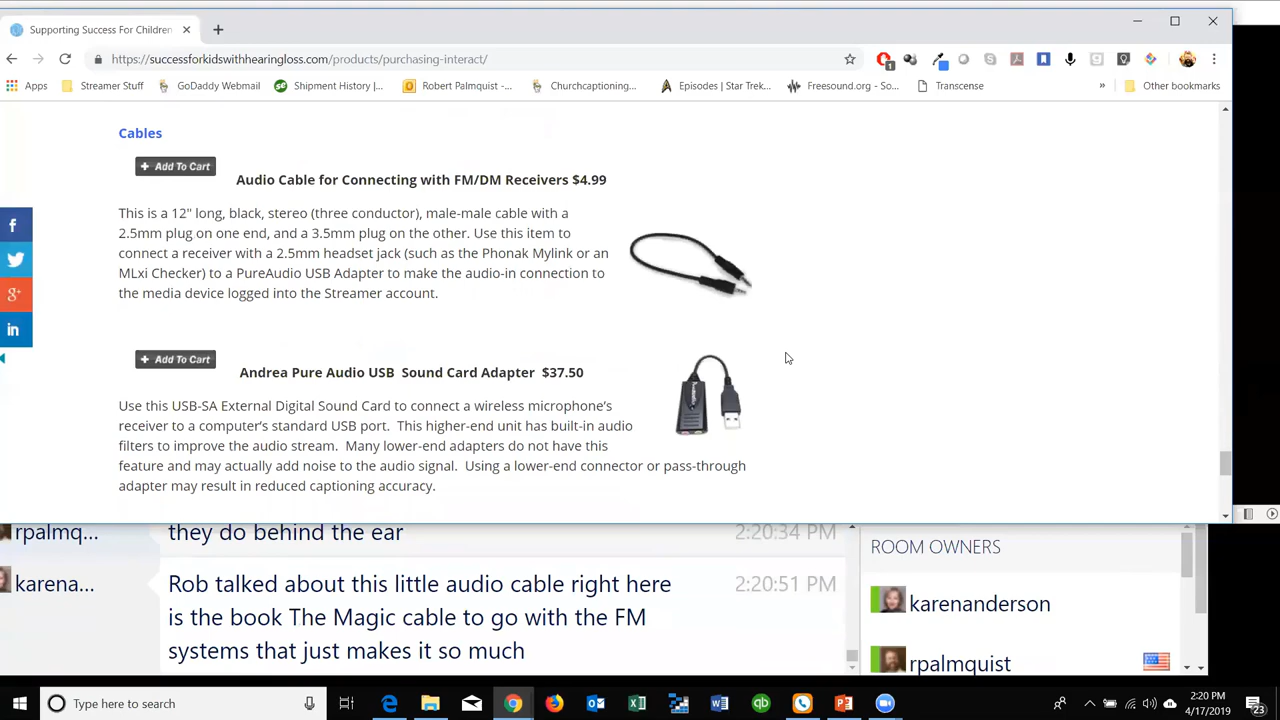 Supporting Success For Children
https://successforkidswithhearingloss.com/products/purchasing-interact/
Apps
Streamer Stuff
GoDaddy Webmail
Shipment History |...
Robert Palmquist -...
Churchcaptioning...
Episodes | Star Trek...
Freesound.org - So...
Transcense
»
Other bookmarks
Cables
+ Add To Cart
Audio Cable for Connecting with FM/DM Receivers $4.99
This is a 12" long, black, stereo (three conductor), male-male cable with a
2.5mm plug on one end, and a 3.5mm plug on the other. Use this item to
connect a receiver with a 2.5mm headset jack (such as the Phonak Mylink or an
MLxi Checker) to a PureAudio USB Adapter to make the audio-in connection to
the media device logged into the Streamer account.
+ Add To Cart
Andrea Pure Audio USB Sound Card Adapter $37.50
Use this USB-SA External Digital Sound Card to connect a wireless microphone's
receiver to a computer's standard USB port. This higher-end unit has built-in audio
filters to improve the audio stream. Many lower-end adapters do not have this
feature and may actually add noise to the audio signal. Using a lower-end connector or pass-through
adapter may result in reduced captioning accuracy.
rpalmq...
they do behind the ear
2:20:34 PM
karena...
Rob talked about this little audio cable right here
is the book The Magic cable to go with the FM
systems that just makes it so much
2:20:51 PM
ROOM OWNERS
karenanderson
rpalmquist
Type here to search
2:20 PM
4/17/2019
23